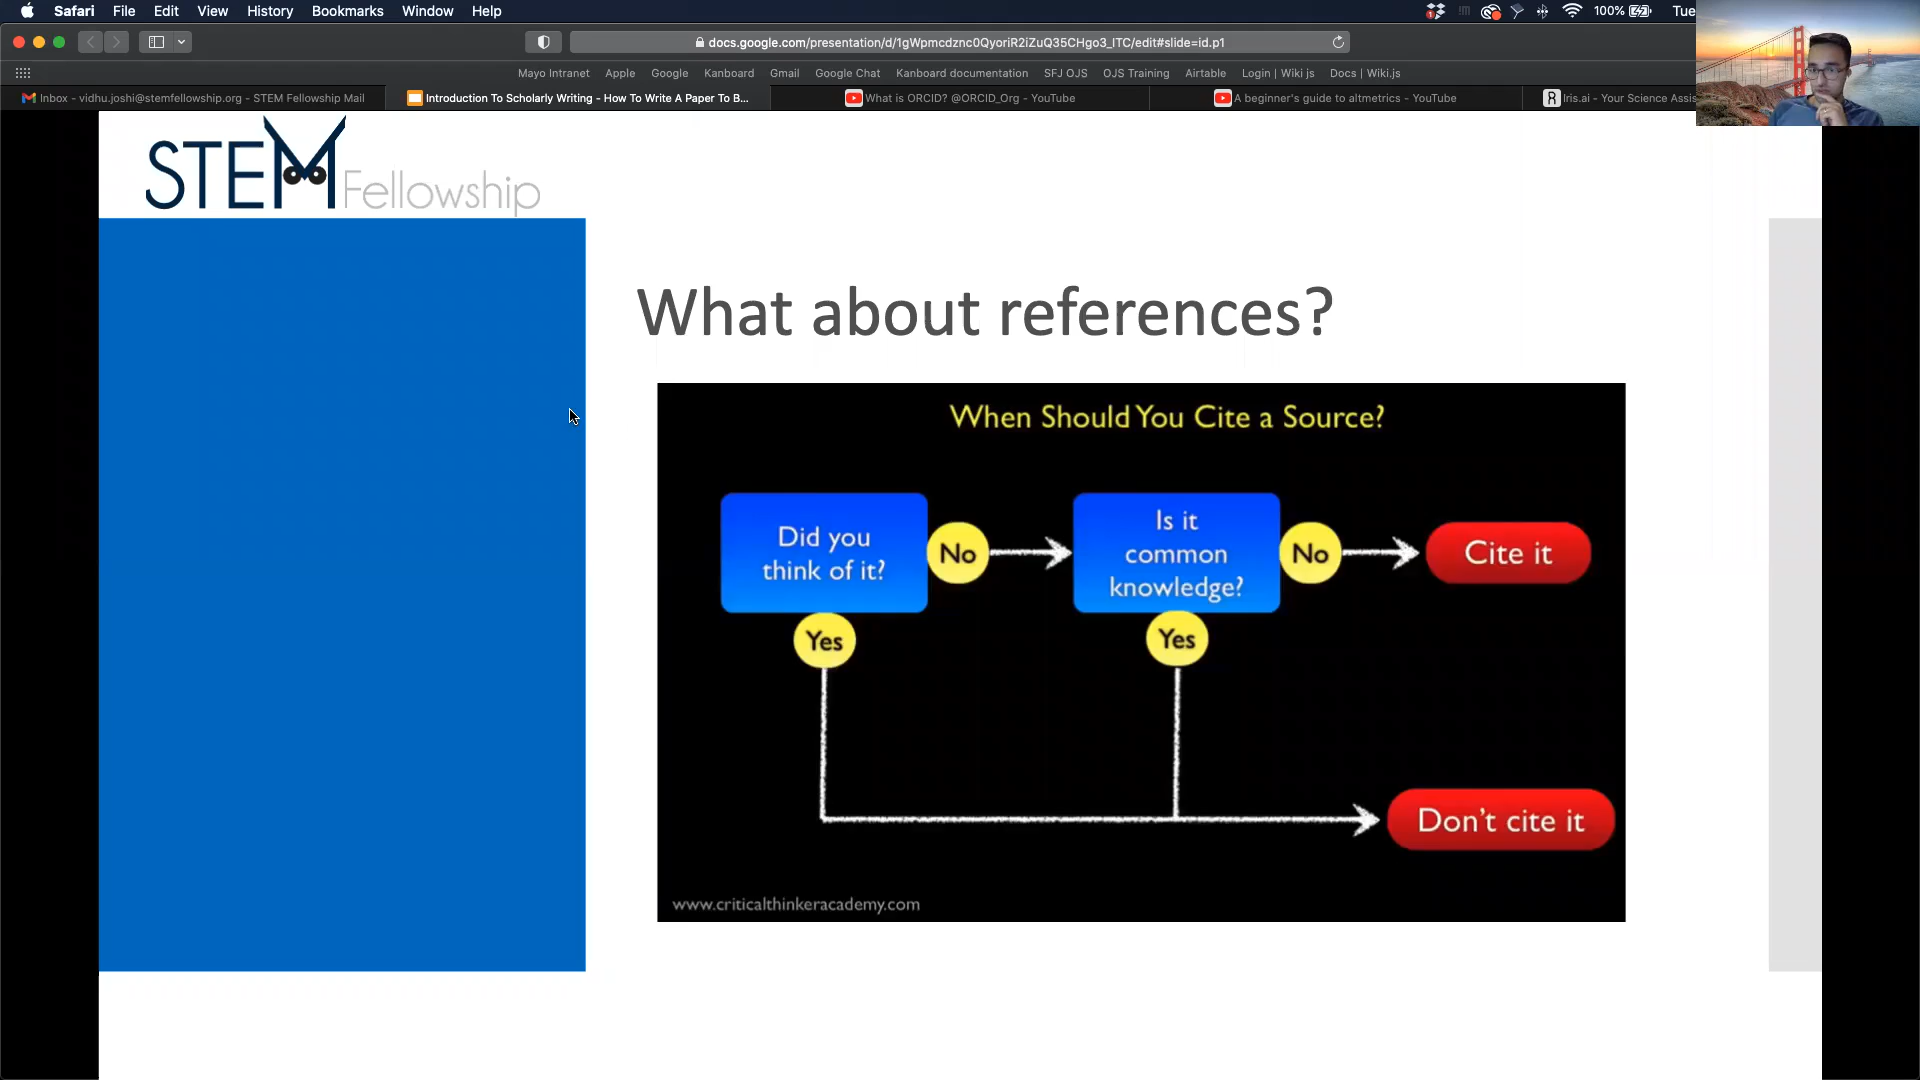 Safari File Edit View History Bookmarks Window Help 100% Tue
docs.google.com/presentation/d/1gWpmcdznc0QyoriR2iZuQ35CHgo3_lTC/edit#slide=id.p1
Mayo Intranet Apple Google Kanboard Gmail Google Chat Kanboard documentation SFJ OJS OJS Training Airtable Login | Wiki js Docs | Wiki.js
Inbox - vidhu.joshi@stemfellowship.org - STEM Fellowship Mail
Introduction To Scholarly Writing - How To Write A Paper To B...
What is ORCID? @ORCID_Org - YouTube
A beginner's guide to altmetrics - YouTube
R Iris.ai - Your Science Assis
STEM Fellowship
What about references?
When Should You Cite a Source?
Did you
think of it?
No
Is it
common
knowledge?
No
Cite it
Yes
Yes
Don't cite it
www.criticalthinkeracademy.com